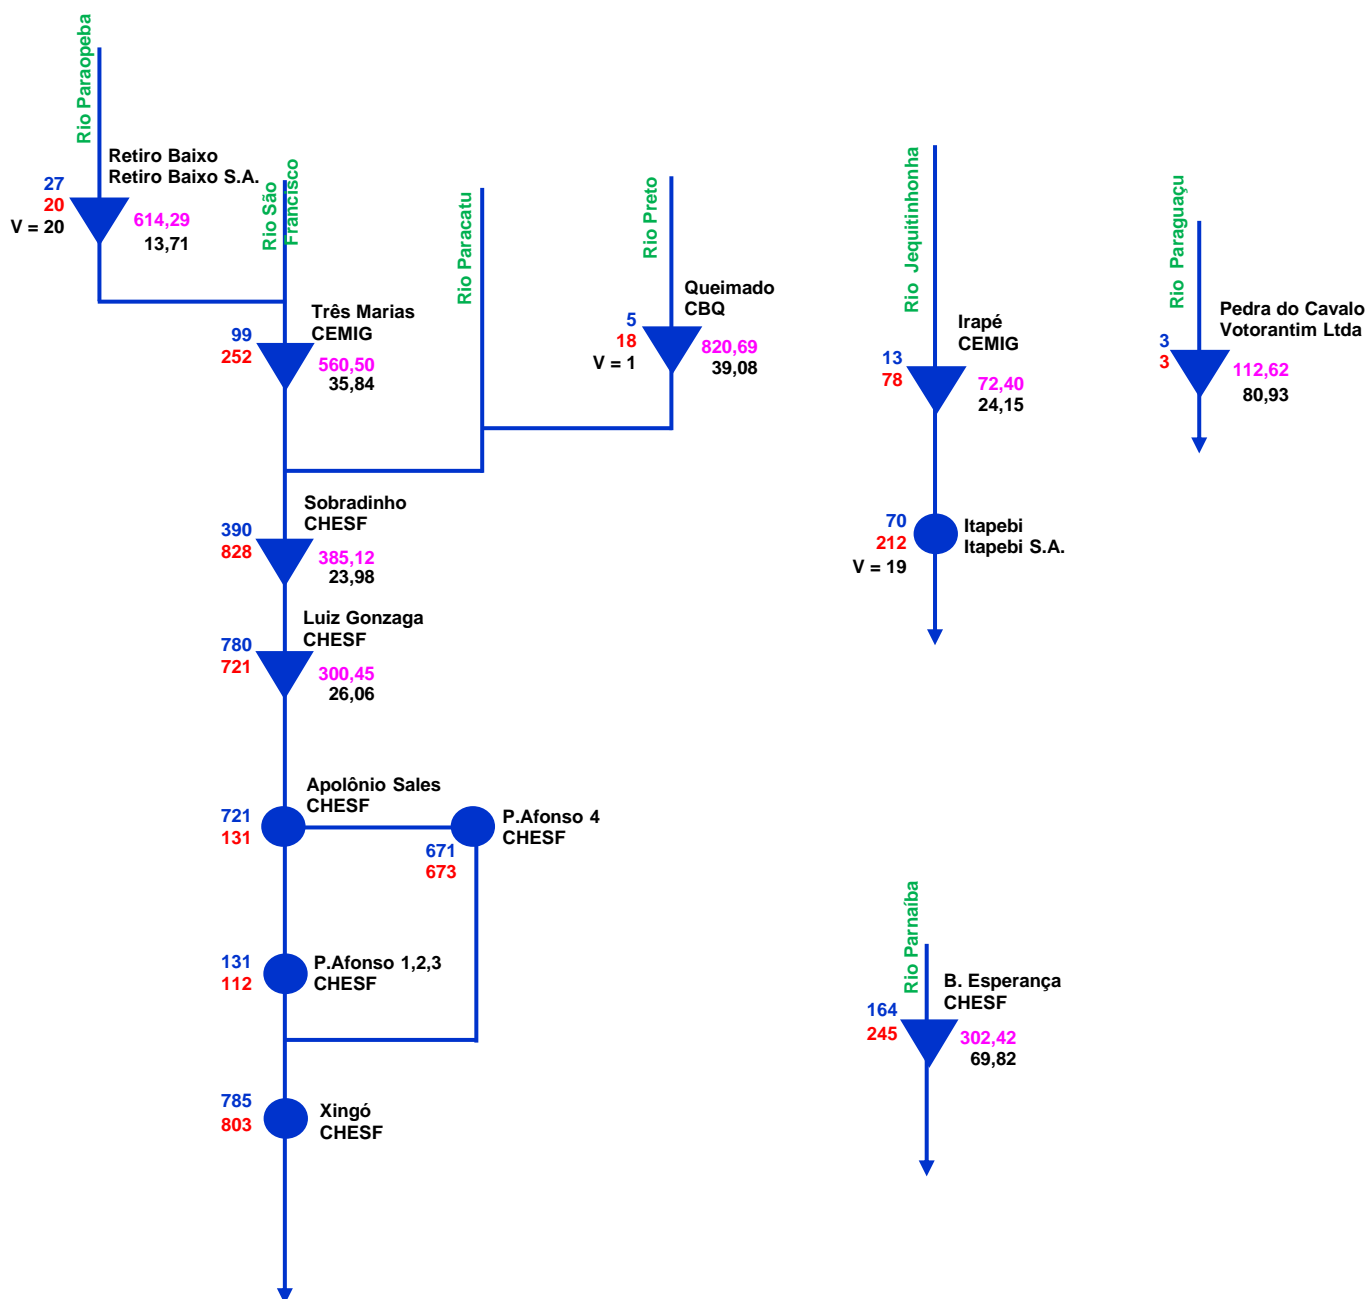 Rio Paraopeba
Retiro Baixo
Retiro Baixo S.A.
27
20
V = 20
614,29
13,71
Rio São
Francisco
Três Marias
CEMIG
99
252
560,50
35,84
Rio Paracatu
Rio Preto
Queimado
CBQ
5
18
V = 1
820,69
39,08
Sobradinho
CHESF
390
828
385,12
23,98
Luiz Gonzaga
CHESF
780
721
300,45
26,06
Apolônio Sales
CHESF
721
131
P.Afonso 4
CHESF
671
673
P.Afonso 1,2,3
CHESF
131
112
Xingó
CHESF
785
803
Rio Jequitinhonha
Irapé
CEMIG
13
78
72,40
24,15
Itapebi
Itapebi S.A.
70
212
V = 19
Rio Paraguaçu
Pedra do Cavalo
Votorantim Ltda
3
3
112,62
80,93
Rio Parnaíba
B. Esperança
CHESF
164
245
302,42
69,82